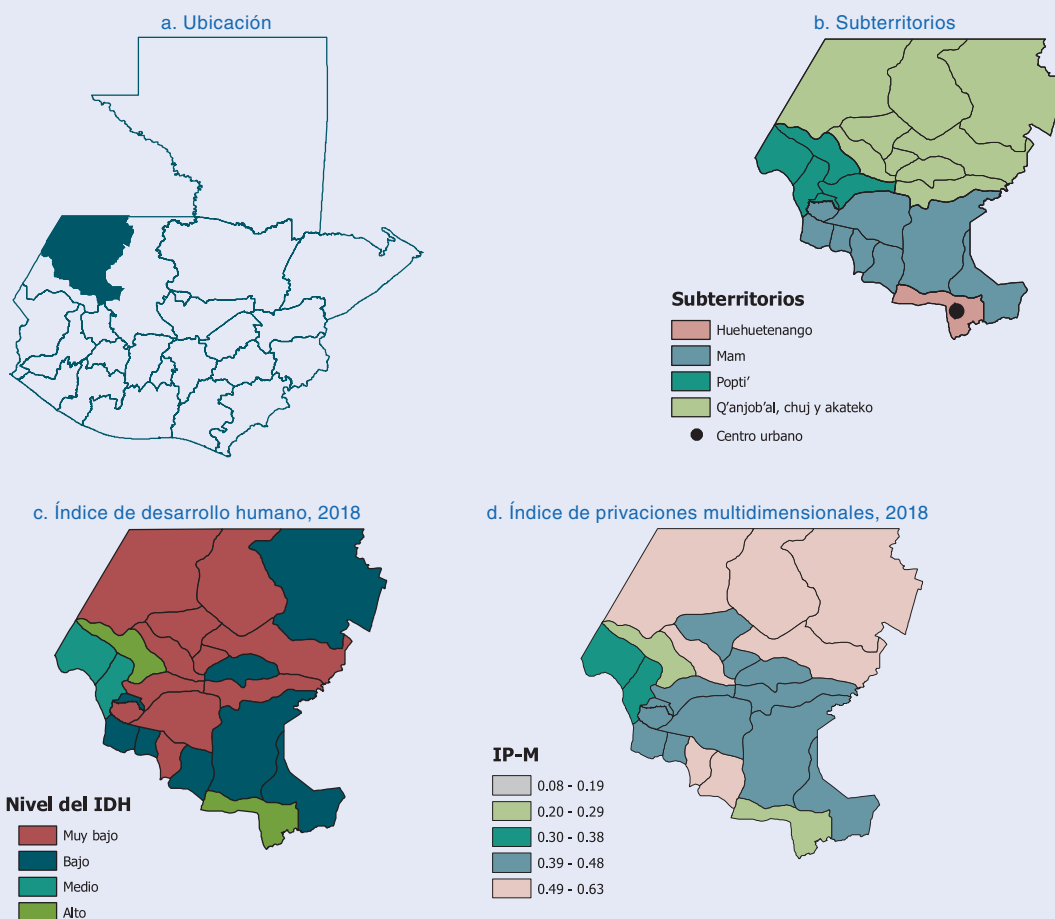 a. Ubicación
b. Subterritorios
Subterritorios
Huehuetenango
Mam
Popti’
Q’anjob’al, chuj y akateko
Centro urbano
c. Índice de desarrollo humano, 2018
d. Índice de privaciones multidimensionales, 2018
Nivel del IDH
Muy bajo
Bajo
Medio
Alto
IP-M
0.08 - 0.19
0.20 - 0.29
0.30 - 0.38
0.39 - 0.48
0.49 - 0.63